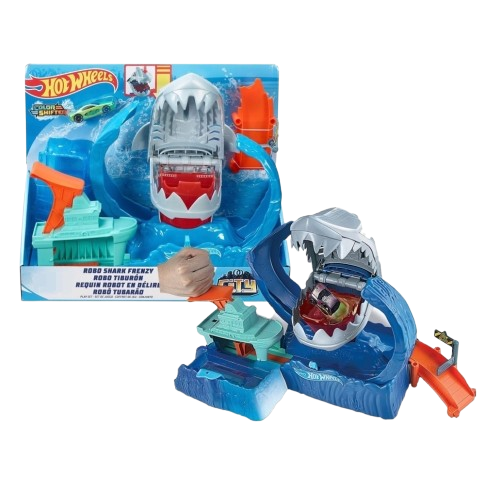 HOT WHEELS
COLOR
SHIFTERS
ROBO SHARK FRENZY
ROBO TIBURÓN
REQUIN ROBOT EN DÉLIRE
ROBÔ TUBARÃO
CITY
HOT WHEELS